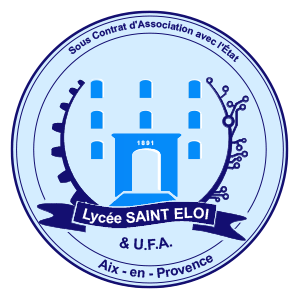 Sous Contrat d'Association avec l'État
1891
Lycée SAINT ELOI
& U.F.A.
Aix - en - Provence